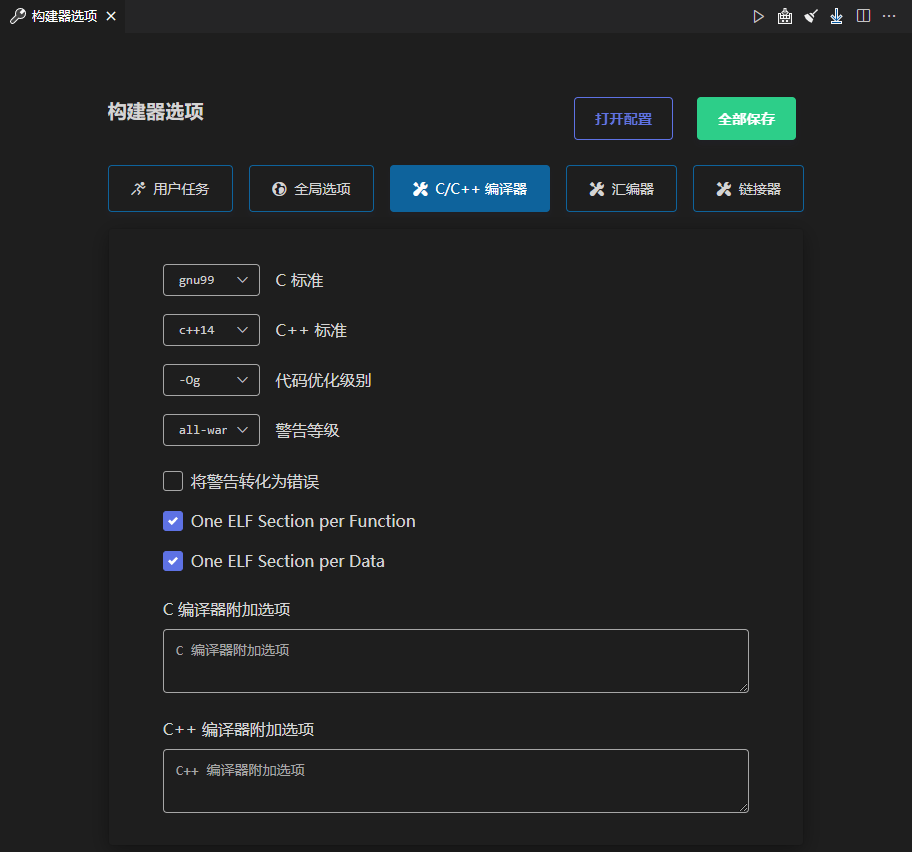 构建器选项
构建器选项
打开配置
全部保存
用户任务
全局选项
C/C++ 编译器
汇编器
链接器
gnu99
C 标准
c++14
C++ 标准
-Og
代码优化级别
all-war
警告等级
将警告转化为错误
One ELF Section per Function
One ELF Section per Data
C 编译器附加选项
C 编译器附加选项
C++ 编译器附加选项
C++ 编译器附加选项